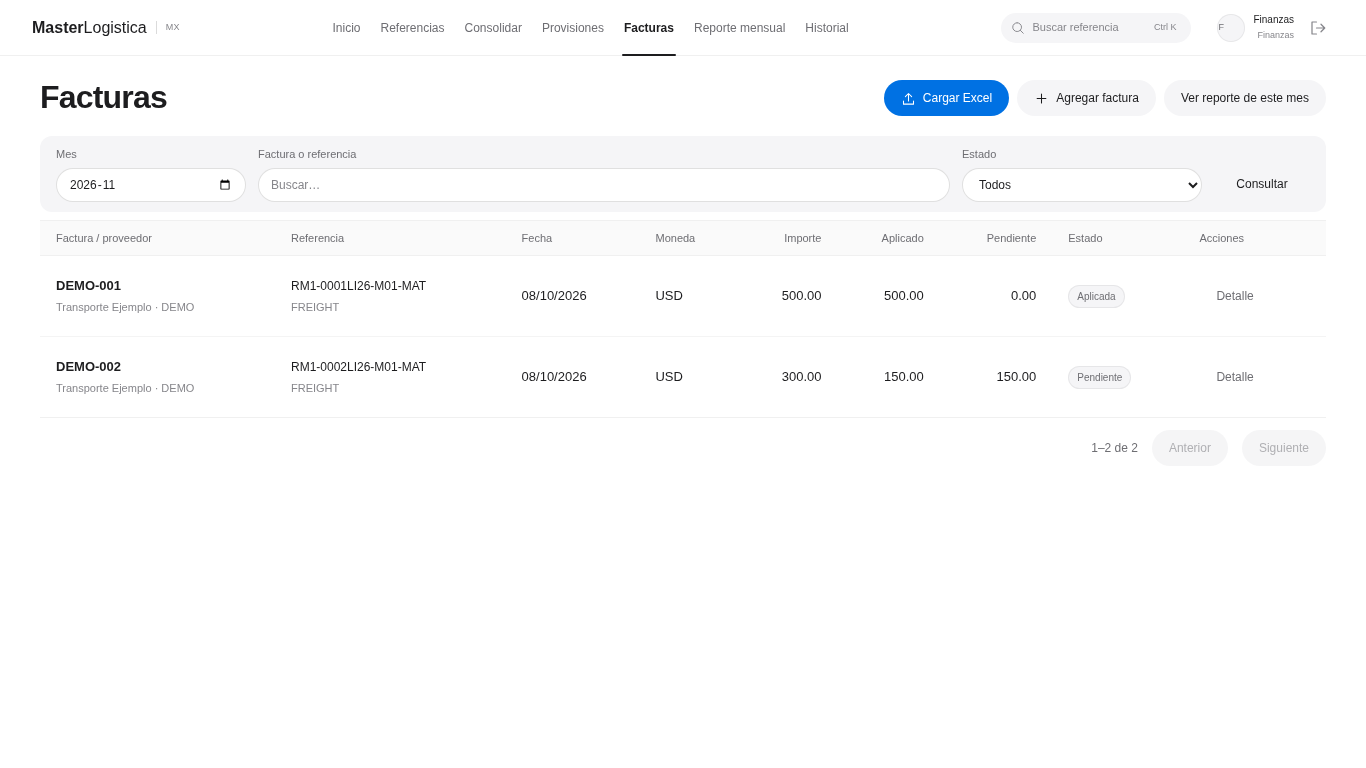 MasterLogistica MX Inicio Referencias Consolidar Provisiones Facturas Reporte mensual Historial Buscar referencia Ctrl K F Finanzas
Finanzas
Facturas Cargar Excel Agregar factura Ver reporte de este mes
Mes Factura o referencia Estado
2026-11 Buscar... Todos Consultar
Factura / proveedor Referencia Fecha Moneda Importe Aplicado Pendiente Estado Acciones
DEMO-001 RM1-0001LI26-M01-MAT 08/10/2026 USD 500.00 500.00 0.00 Aplicada Detalle
Transporte Ejemplo · DEMO FREIGHT
DEMO-002 RM1-0002LI26-M01-MAT 08/10/2026 USD 300.00 150.00 150.00 Pendiente Detalle
Transporte Ejemplo · DEMO FREIGHT
1–2 de 2 Anterior Siguiente